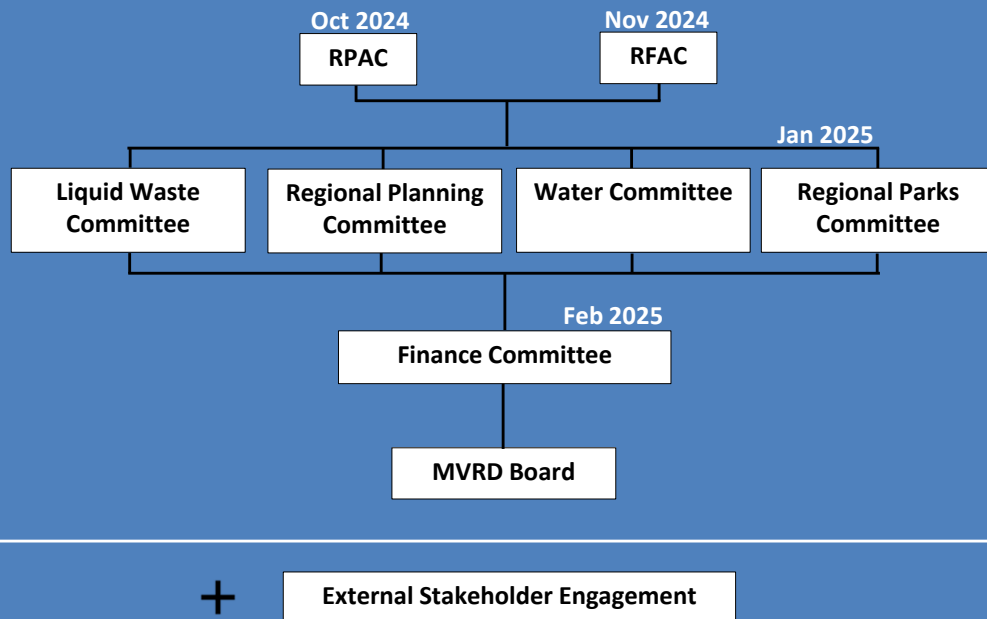 Oct 2024
Nov 2024
RPAC
RFAC
Jan 2025
Liquid Waste
Committee
Regional Planning
Committee
Water Committee
Regional Parks
Committee
Feb 2025
Finance Committee
MVRD Board
+ External Stakeholder Engagement